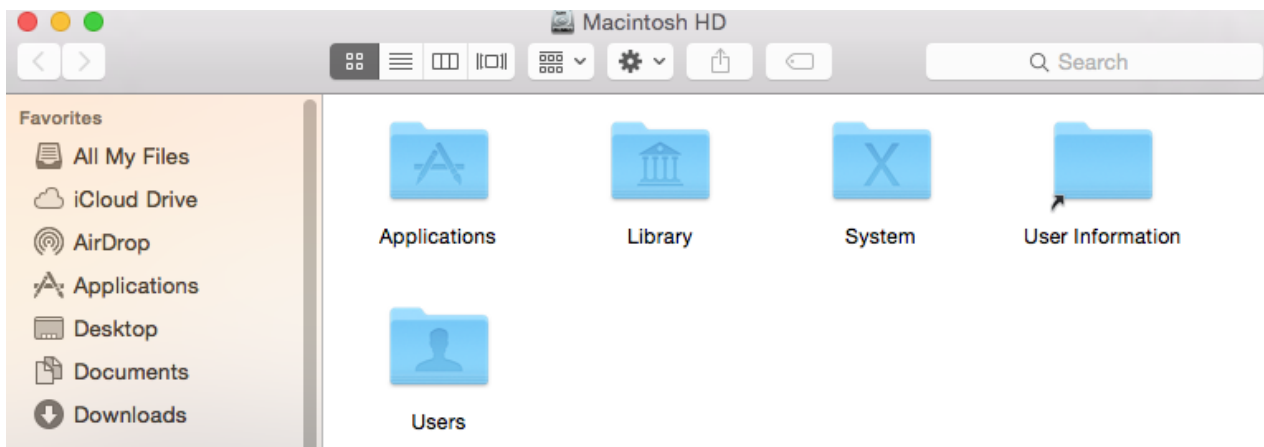 Macintosh HD
Search
Favorites
All My Files
iCloud Drive
AirDrop
Applications
Desktop
Documents
Downloads
Applications
Library
System
User Information
Users